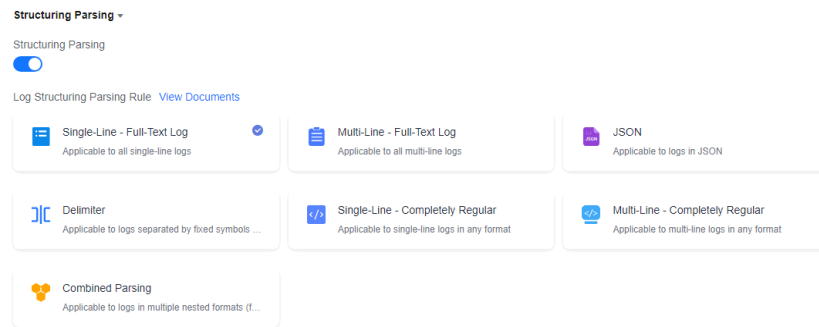 Structuring Parsing
Structuring Parsing
Log Structuring Parsing Rule View Documents
Single-Line - Full-Text Log
Applicable to all single-line logs
Multi-Line - Full-Text Log
Applicable to all multi-line logs
JSON
JSON
Applicable to logs in JSON
Delimiter
Applicable to logs separated by fixed symbols ...
Single-Line - Completely Regular
Applicable to single-line logs in any format
Multi-Line - Completely Regular
Applicable to multi-line logs in any format
Combined Parsing
Applicable to logs in multiple nested formats (f...